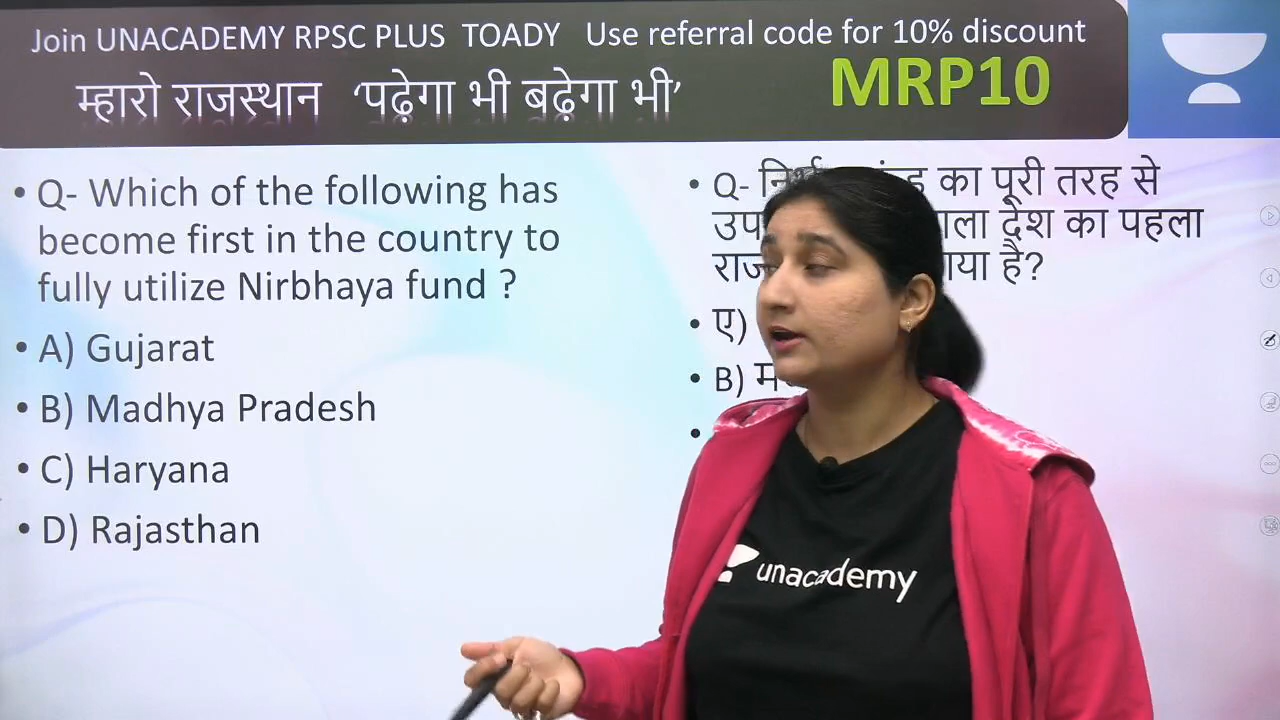 Join UNACADEMY RPSC PLUS TOADY Use referral code for 10% discount
म्हारो राजस्थान ‘पढ़ेगा भी बढ़ेगा भी’ MRP10
• Q- Which of the following has
become first in the country to
fully utilize Nirbhaya fund ?
• A) Gujarat
• B) Madhya Pradesh
• C) Haryana
• D) Rajasthan
• Q- का पूरी तरह से
देश का पहला
है?
• ए)
• B)
•
unacademy